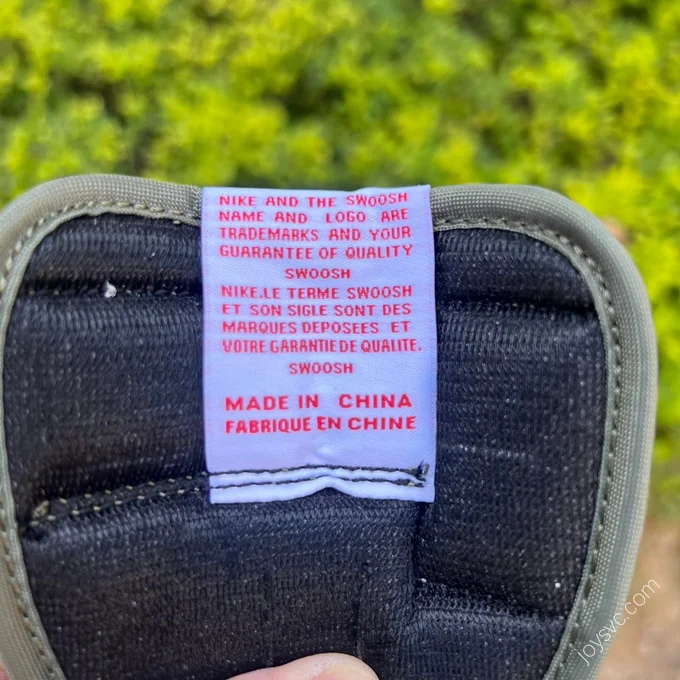 NIKE AND THE SWOOSH
NAME AND LOGO ARE
TRADEMARKS AND YOUR
GUARANTEE OF QUALITY
SWOOSH
NIKE.LE TERME SWOOSH
ET SON SIGLE SONT DES
MARQUES DEPOSEES ET
VOTRE GARANTIE DE QUALITE.
SWOOSH
MADE IN CHINA
FABRIQUE EN CHINE
joysvc.com